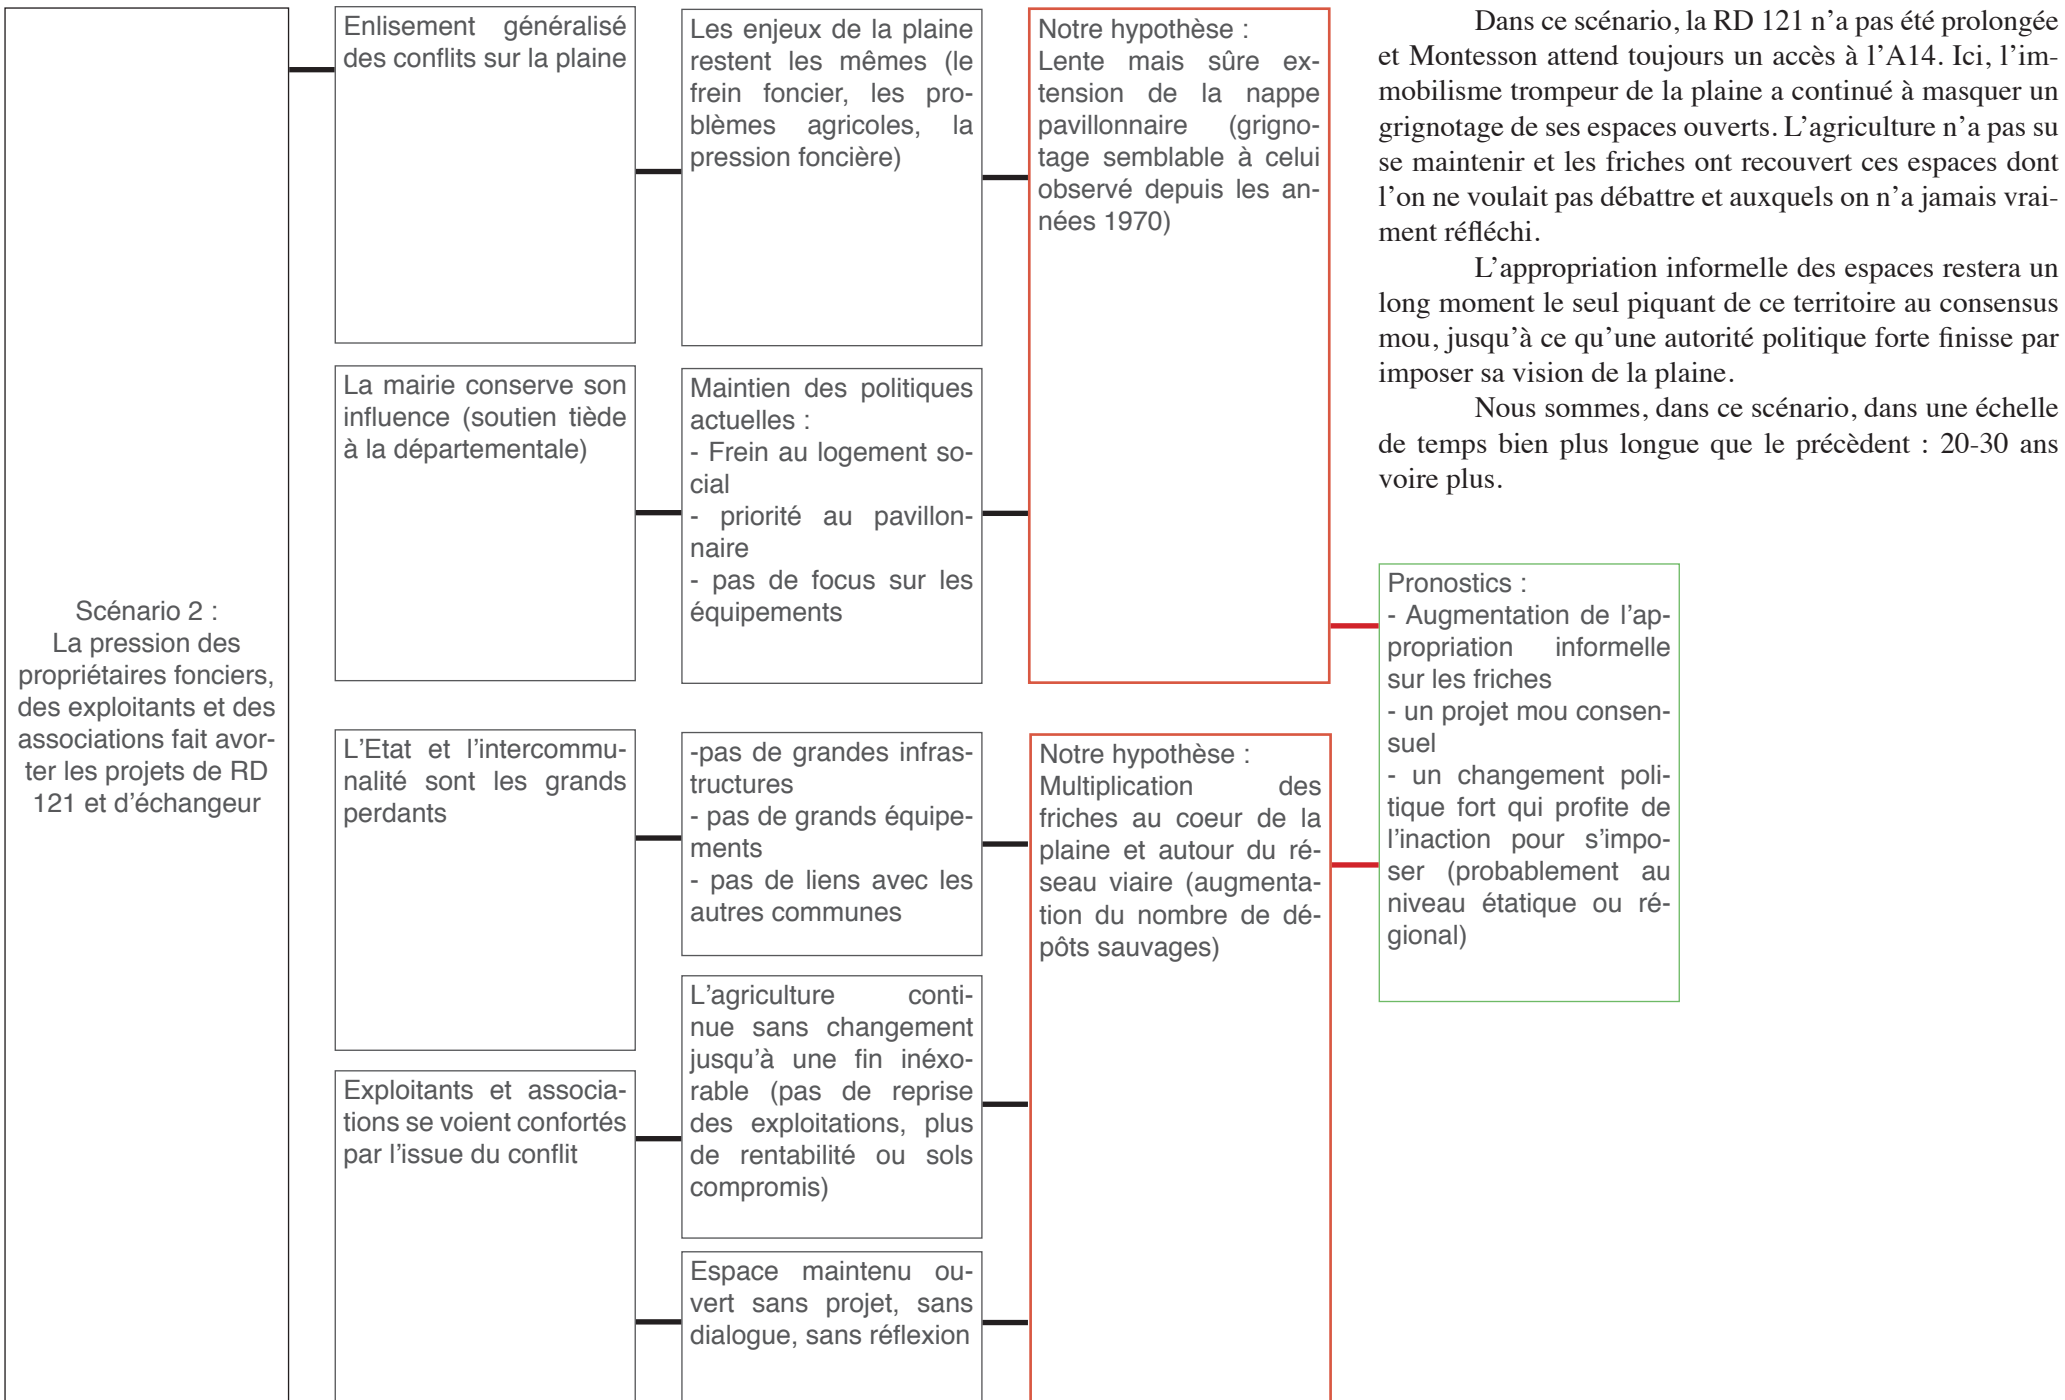 Scénario 2 :
La pression des
propriétaires fonciers,
des exploitants et des
associations fait avor-
ter les projets de RD
121 et d'échangeur
Enlisement généralisé
des conflits sur la plaine
La mairie conserve son
influence (soutien tiède
à la départementale)
L'Etat et l'intercommu-
nalité sont les grands
perdants
Exploitants et associa-
tions se voient confortés
par l'issue du conflit
Les enjeux de la plaine
restent les mêmes (le
frein foncier, les pro-
blèmes agricoles, la
pression foncière)
Maintien des politiques
actuelles :
- Frein au logement so-
cial
- priorité au pavillon-
naire
- pas de focus sur les
équipements
-pas de grandes infras-
tructures
- pas de grands équipe-
ments
- pas de liens avec les
autres communes
L'agriculture conti-
nue sans changement
jusqu'à une fin inéxo-
rable (pas de reprise
des exploitations, plus
de rentabilité ou sols
compromis)
Espace maintenu ou-
vert sans projet, sans
dialogue, sans réflexion
Notre hypothèse :
Lente mais sûre ex-
tension de la nappe
pavillonnaire (grigno-
tage semblable à celui
observé depuis les an-
nées 1970)
Notre hypothèse :
Multiplication des
friches au coeur de la
plaine et autour du ré-
seau viaire (augmenta-
tion du nombre de dé-
pôts sauvages)
Dans ce scénario, la RD 121 n'a pas été prolongée
et Montesson attend toujours un accès à l'A14. Ici, l'im-
mobilisme trompeur de la plaine a continué à masquer un
grignotage de ses espaces ouverts. L'agriculture n'a pas su
se maintenir et les friches ont recouvert ces espaces dont
l'on ne voulait pas débattre et auxquels on n'a jamais vrai-
ment réfléchi.
L'appropriation informelle des espaces restera un
long moment le seul piquant de ce territoire au consensus
mou, jusqu'à ce qu'une autorité politique forte finisse par
imposer sa vision de la plaine.
Nous sommes, dans ce scénario, dans une échelle
de temps bien plus longue que le précèdent : 20-30 ans
voire plus.
Pronostics :
- Augmentation de l'ap-
propriation informelle
sur les friches
- un projet mou consen-
suel
- un changement poli-
tique fort qui profite de
l'inaction pour s'impo-
ser (probablement au
niveau étatique ou ré-
gional)